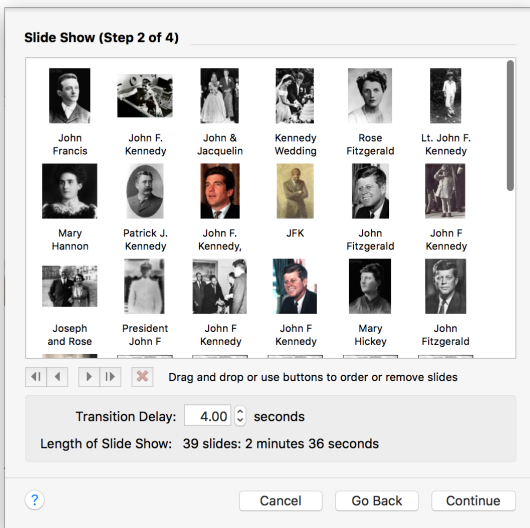 Slide Show (Step 2 of 4)
John
Francis
John F.
Kennedy
John &
Jacquelin
Kennedy
Wedding
Rose
Fitzgerald
Lt. John F.
Kennedy
Mary
Hannon
Patrick J.
Kennedy
John F.
Kennedy,
JFK
John
Fitzgerald
John F
Kennedy
Joseph
and Rose
President
John F
John F
Kennedy
John F
Kennedy
Mary
Hickey
John
Fitzgerald
Drag and drop or use buttons to order or remove slides
Transition Delay: 4.00 seconds
Length of Slide Show: 39 slides: 2 minutes 36 seconds
? Cancel Go Back Continue